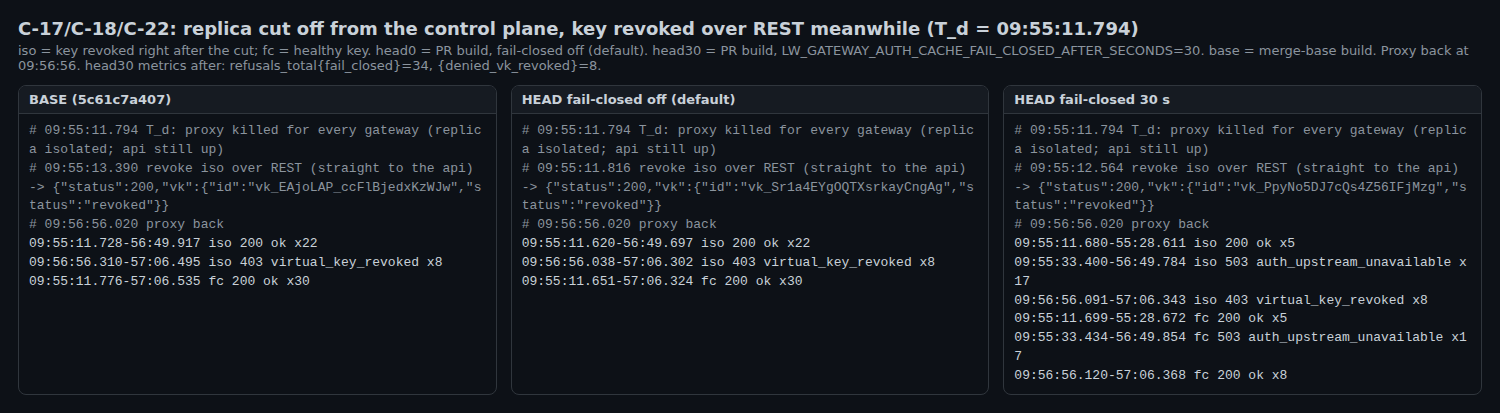 C-17/C-18/C-22: replica cut off from the control plane, key revoked over REST meanwhile (T_d = 09:55:11.794)
iso = key revoked right after the cut; fc = healthy key. head0 = PR build, fail-closed off (default). head30 = PR build, LW_GATEWAY_AUTH_CACHE_FAIL_CLOSED_AFTER_SECONDS=30. base = merge-base build. Proxy back at
09:56:56. head30 metrics after: refusals_total{fail_closed}=34, {denied_vk_revoked}=8.
BASE (5c61c7a407)
# 09:55:11.794 T_d: proxy killed for every gateway (replic
a isolated; api still up)
# 09:55:13.390 revoke iso over REST (straight to the api)
-> {"status":200,"vk":{"id":"vk_EAjoLAP_ccFlBjedxKzWJw","s
tatus":"revoked"}}
# 09:56:56.020 proxy back
09:55:11.728-56:49.917 iso 200 ok x22
09:56:56.310-57:06.495 iso 403 virtual_key_revoked x8
09:55:11.776-57:06.535 fc 200 ok x30
HEAD fail-closed off (default)
# 09:55:11.794 T_d: proxy killed for every gateway (replic
a isolated; api still up)
# 09:55:11.816 revoke iso over REST (straight to the api)
-> {"status":200,"vk":{"id":"vk_Sr1a4EYgOQTXsrkayCngAg","s
tatus":"revoked"}}
# 09:56:56.020 proxy back
09:55:11.620-56:49.697 iso 200 ok x22
09:56:56.038-57:06.302 iso 403 virtual_key_revoked x8
09:55:11.651-57:06.324 fc 200 ok x30
HEAD fail-closed 30 s
# 09:55:11.794 T_d: proxy killed for every gateway (replic
a isolated; api still up)
# 09:55:12.564 revoke iso over REST (straight to the api)
-> {"status":200,"vk":{"id":"vk_PpyNo5DJ7cQs4Z56IFjMzg","s
tatus":"revoked"}}
# 09:56:56.020 proxy back
09:55:11.680-55:28.611 iso 200 ok x5
09:55:33.400-56:49.784 iso 503 auth_upstream_unavailable x
17
09:56:56.091-57:06.343 iso 403 virtual_key_revoked x8
09:55:11.699-55:28.672 fc 200 ok x5
09:55:33.434-56:49.854 fc 503 auth_upstream_unavailable x1
7
09:56:56.120-57:06.368 fc 200 ok x8